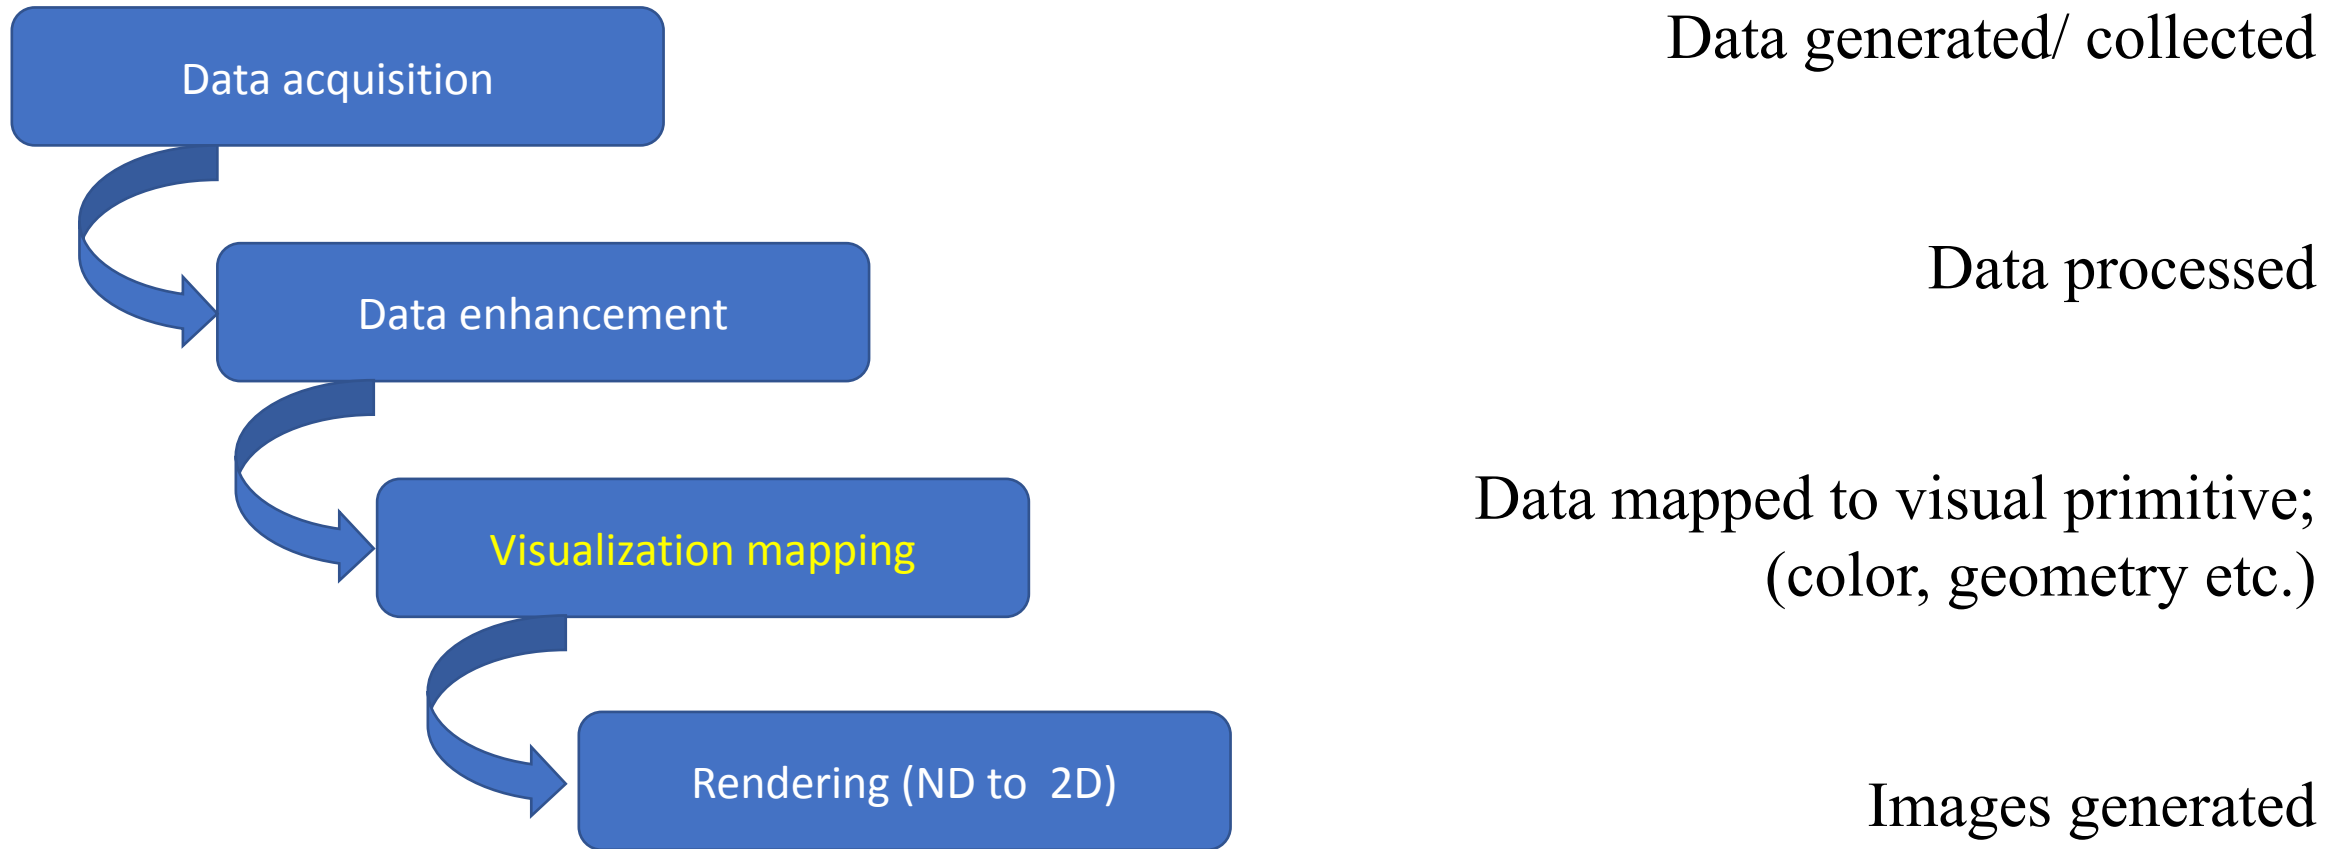 Data acquisition
Data generated/ collected
Data enhancement
Data processed
Visualization mapping
Data mapped to visual primitive;
(color, geometry etc.)
Rendering (ND to  2D)
Images generated